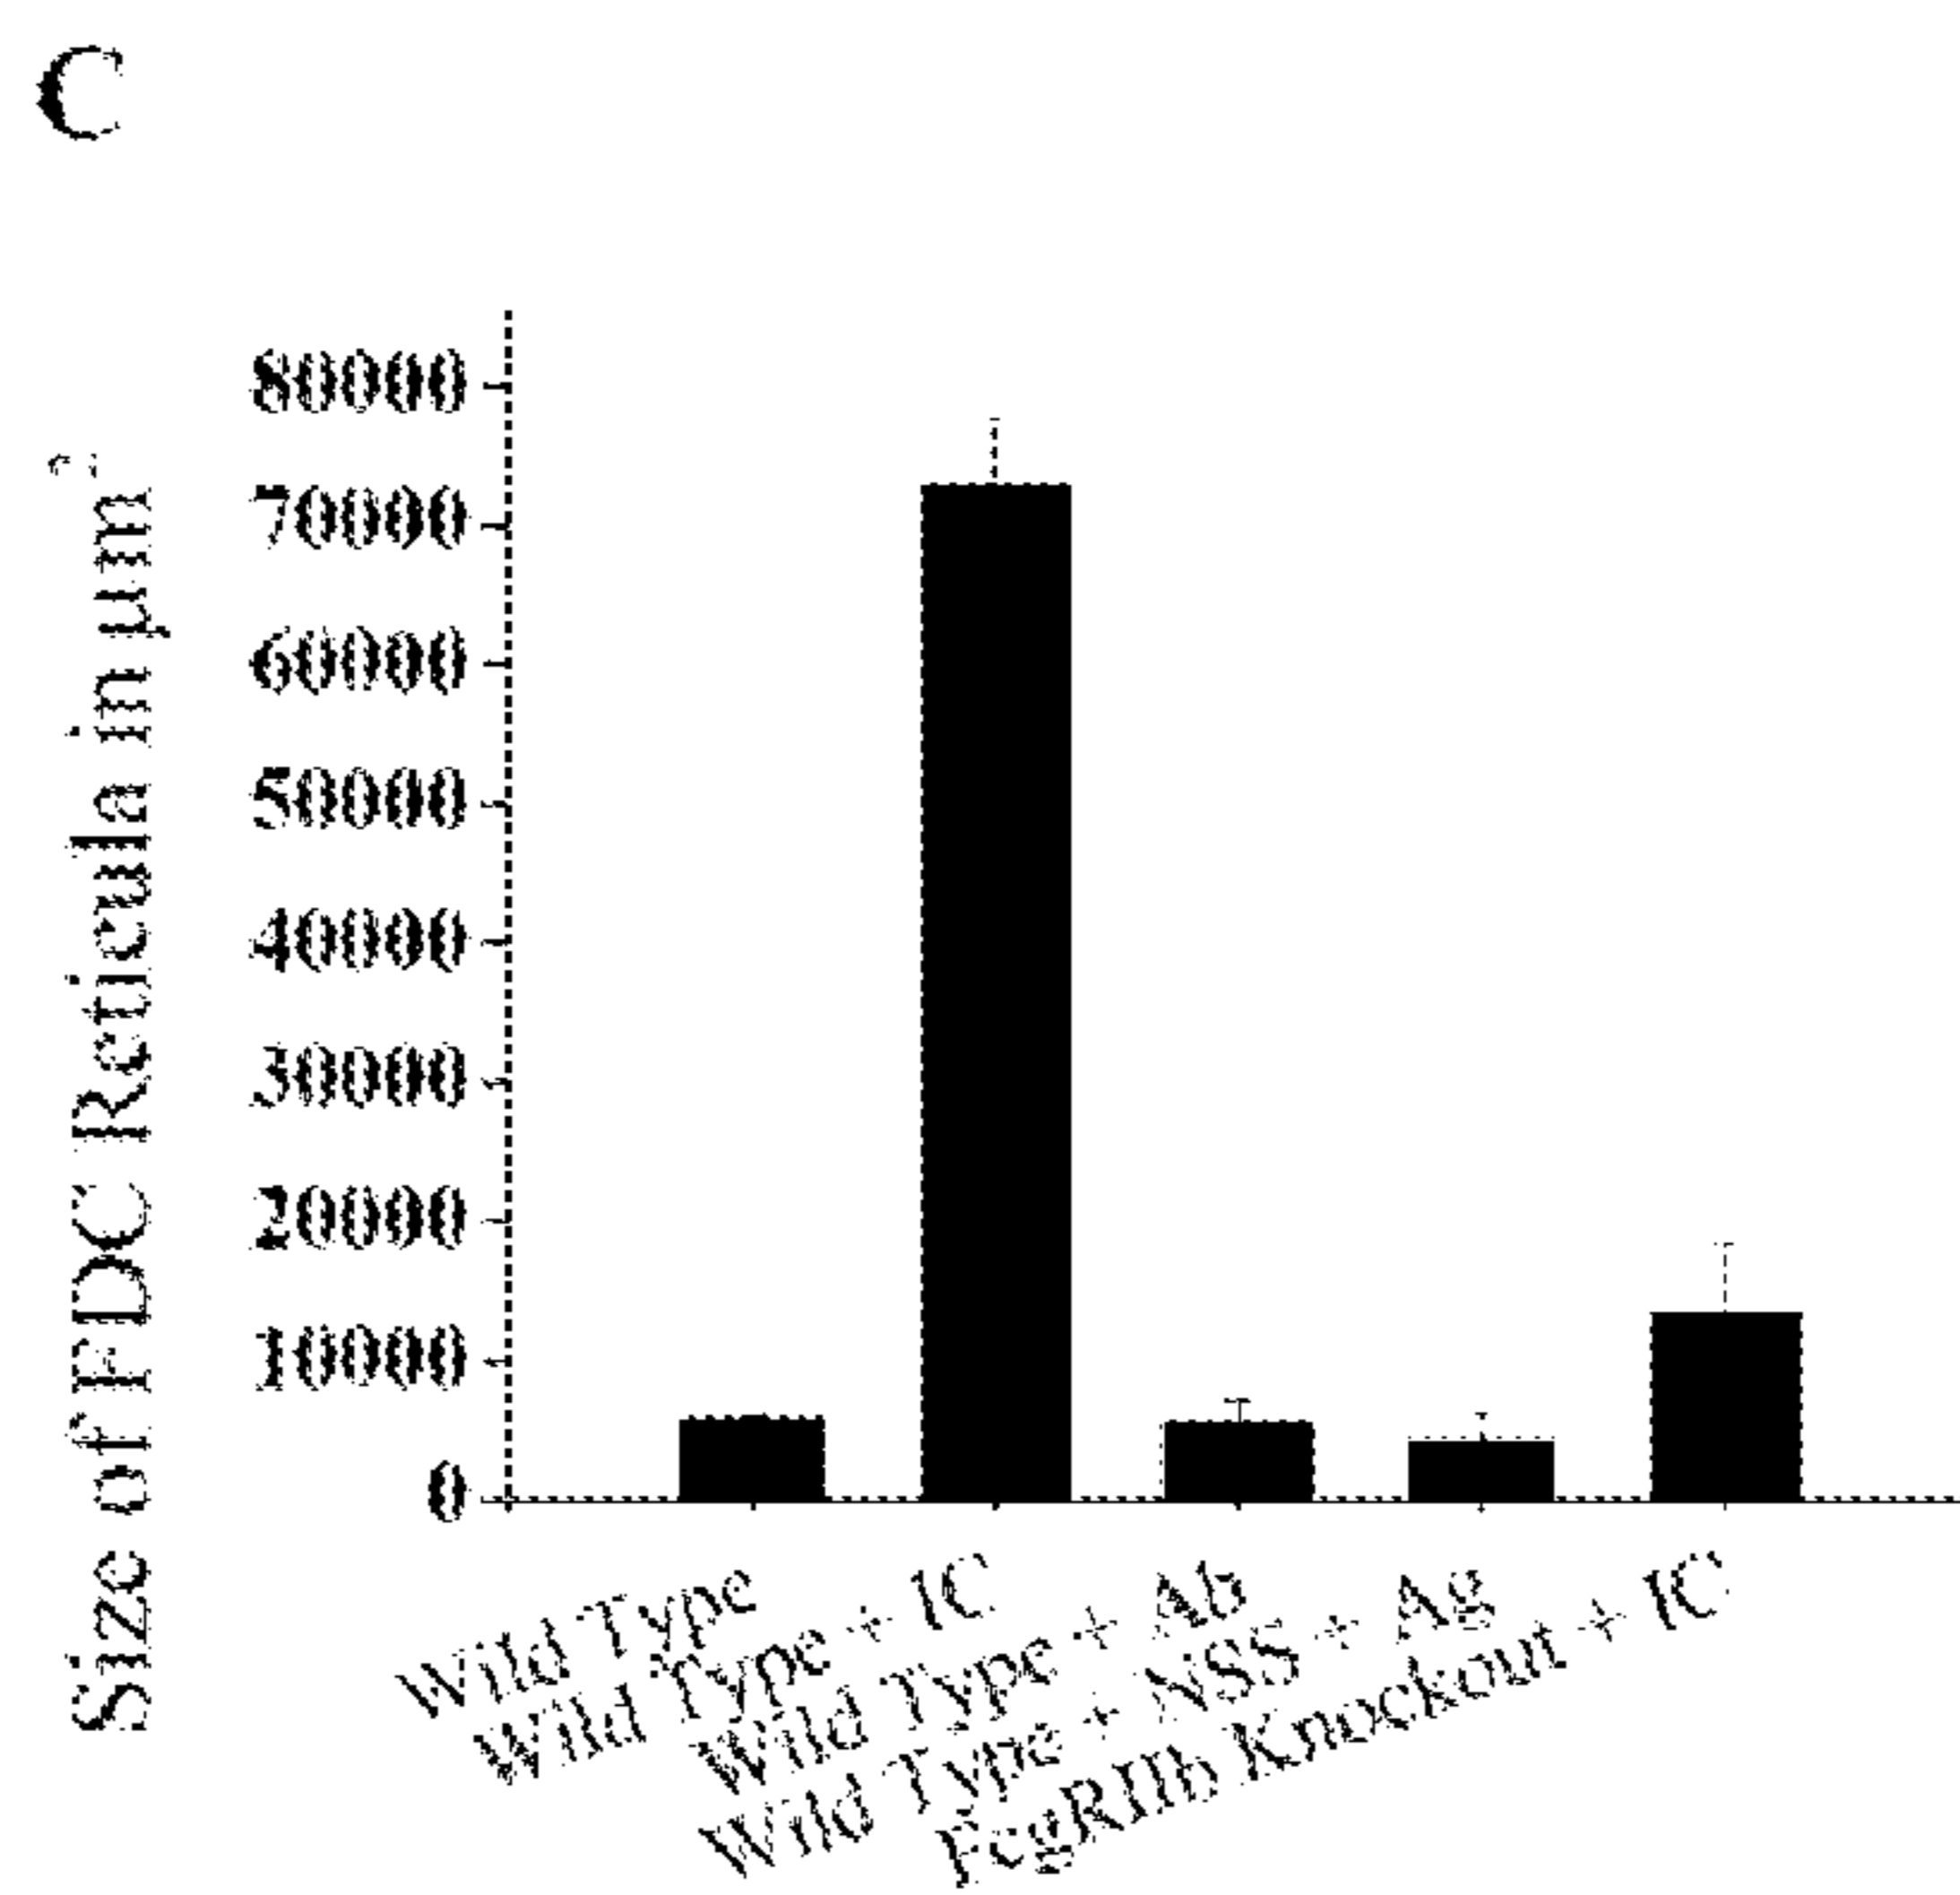 C
Size of FDC Reticula in µm²
80000
70000
60000
50000
40000
30000
20000
10000
0
Wild Type
Wild Type + IC
Wild Type + Ab
Wild Type + NSS + Ag
FcgRIIb Knockout + IC